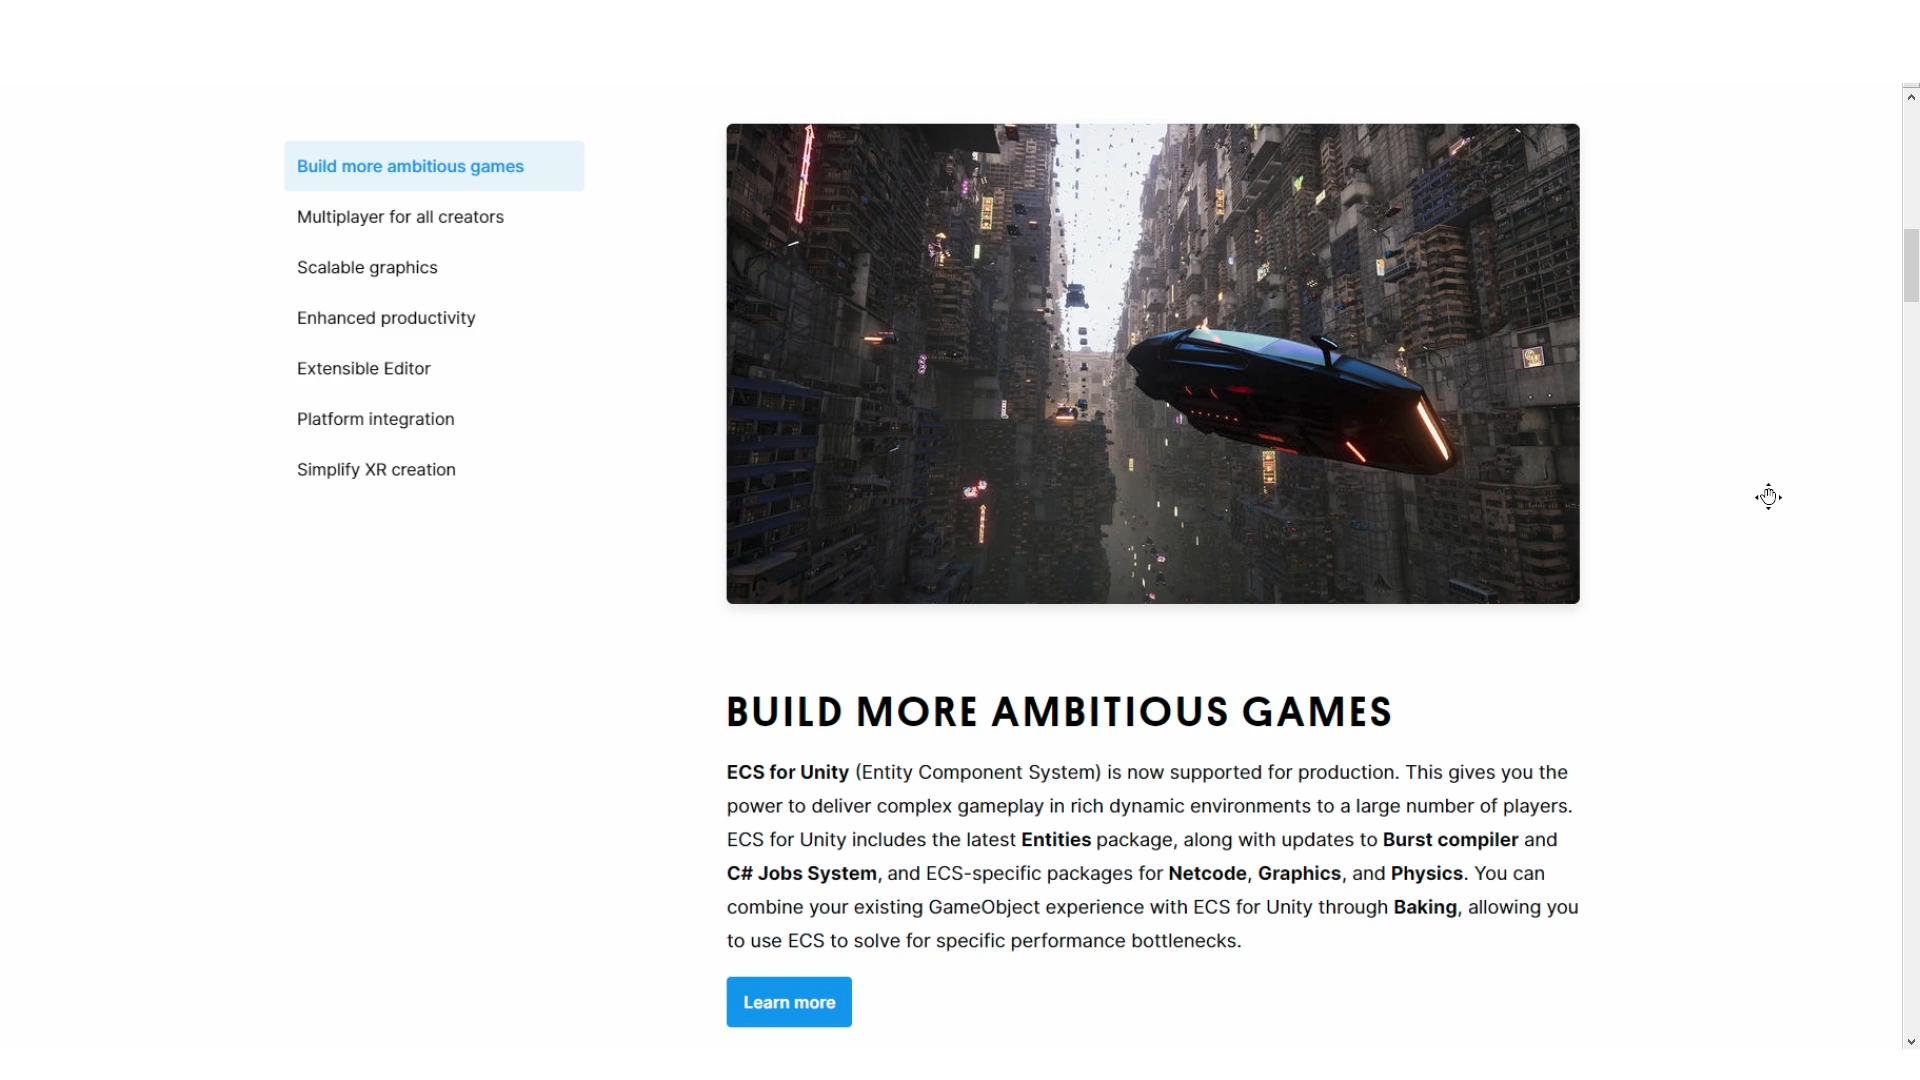 Build more ambitious games
Multiplayer for all creators
Scalable graphics
Enhanced productivity
Extensible Editor
Platform integration
Simplify XR creation
BUILD MORE AMBITIOUS GAMES
ECS for Unity (Entity Component System) is now supported for production. This gives you the
power to deliver complex gameplay in rich dynamic environments to a large number of players.
ECS for Unity includes the latest Entities package, along with updates to Burst compiler and
C# Jobs System, and ECS-specific packages for Netcode, Graphics, and Physics. You can
combine your existing GameObject experience with ECS for Unity through Baking, allowing you
to use ECS to solve for specific performance bottlenecks.
Learn more